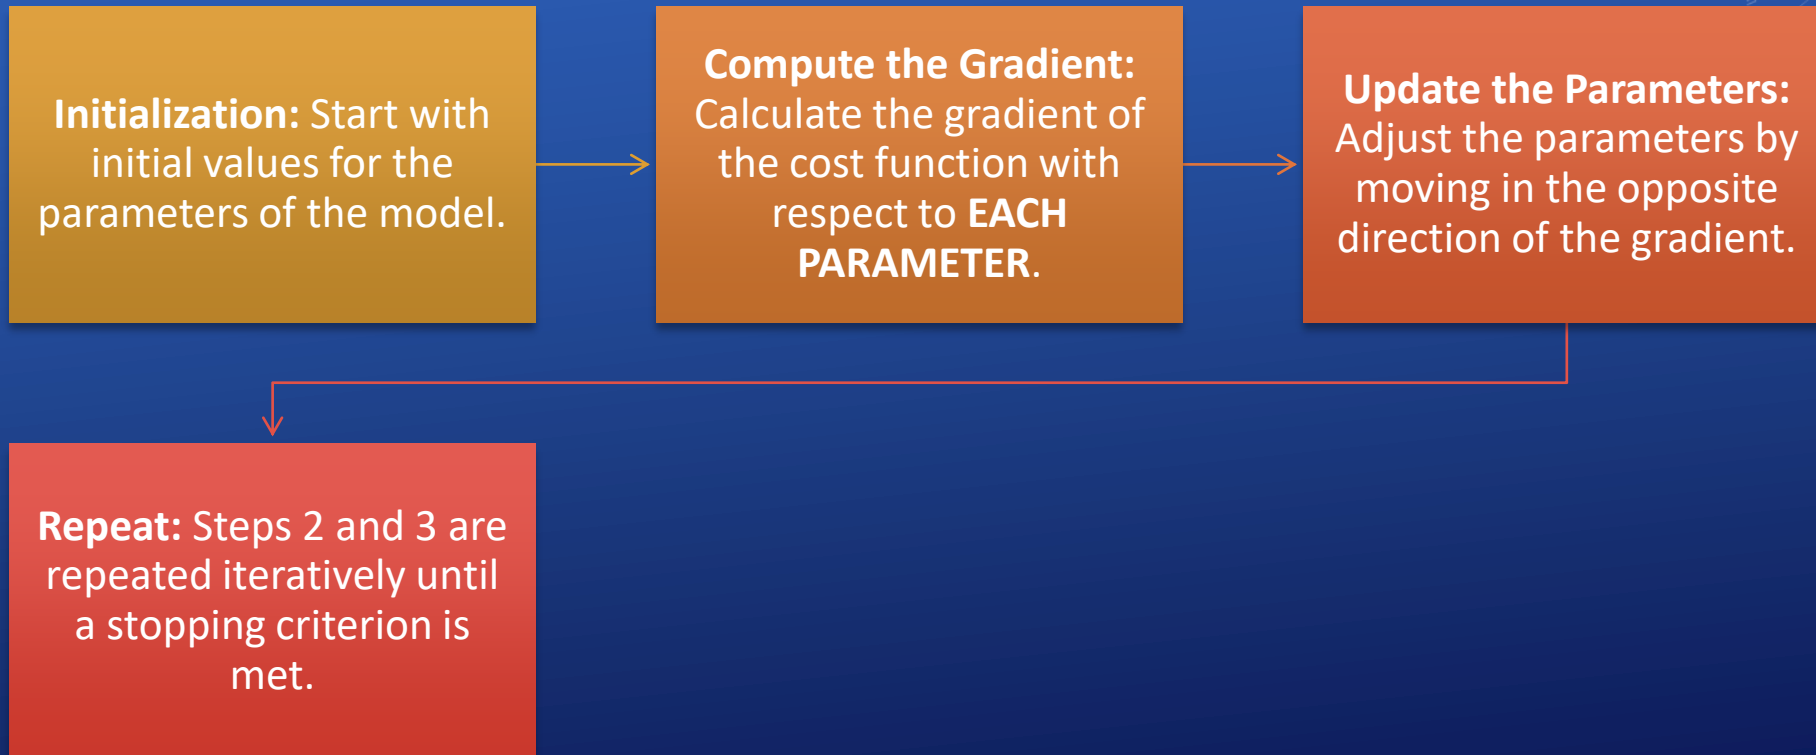 Initialization: Start with
initial values for the
parameters of the model.
Compute the Gradient:
Calculate the gradient of
the cost function with
respect to EACH
PARAMETER.
Update the Parameters:
Adjust the parameters by
moving in the opposite
direction of the gradient.
Repeat: Steps 2 and 3 are
repeated iteratively until
a stopping criterion is
met.